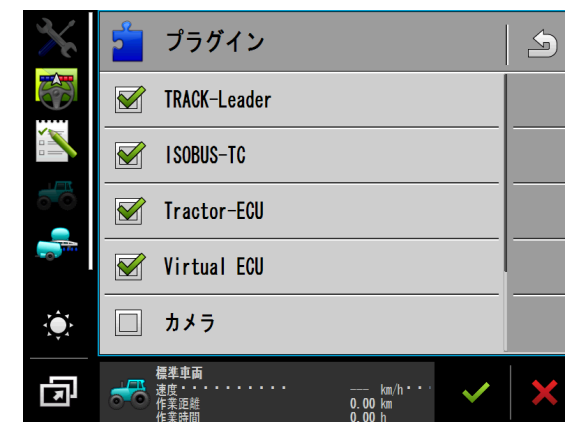 プラグイン
TRACK-Leader
ISOBUS-TC
Tractor-ECU
Virtual ECU
カメラ
標準車両
速度・・・・・・・・・・ --- km/h・・
作業距離 0.00 km
作業時間 0.00 h